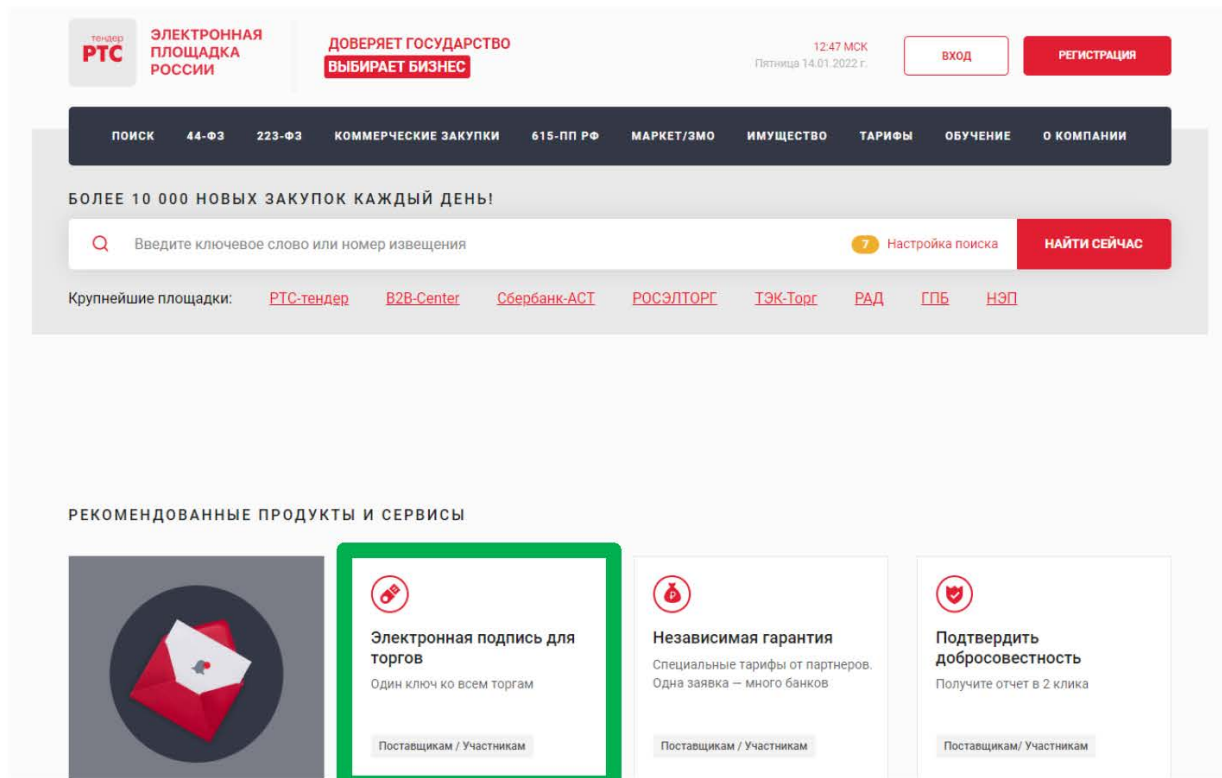 тендер
РТС
ЭЛЕКТРОННАЯ
ПЛОЩАДКА
РОССИИ
ДОВЕРЯЕТ ГОСУДАРСТВО
ВЫБИРАЕТ БИЗНЕС
12:47 МСК
Пятница 14.01.2022 г.
ВХОД
РЕГИСТРАЦИЯ
ПОИСК 44-ФЗ 223-ФЗ КОММЕРЧЕСКИЕ ЗАКУПКИ 615-ПП РФ МАРКЕТ/ЗМО ИМУЩЕСТВО ТАРИФЫ ОБУЧЕНИЕ О КОМПАНИИ
БОЛЕЕ 10 000 НОВЫХ ЗАКУПОК КАЖДЫЙ ДЕНЬ!
Введите ключевое слово или номер извещения 7 Настройка поиска НАЙТИ СЕЙЧАС
Крупнейшие площадки: РТС-тендер B2B-Center Сбербанк-АСТ РОСЭЛТОРГ ТЭК-Торг РАД ГПБ НЭП
РЕКОМЕНДОВАННЫЕ ПРОДУКТЫ И СЕРВИСЫ
Электронная подпись для
торгов
Один ключ ко всем торгам
Поставщикам / Участникам
Независимая гарантия
Специальные тарифы от партнеров.
Одна заявка — много банков
Поставщикам / Участникам
Подтвердить
добросовестность
Получите отчет в 2 клика
Поставщикам/ Участникам